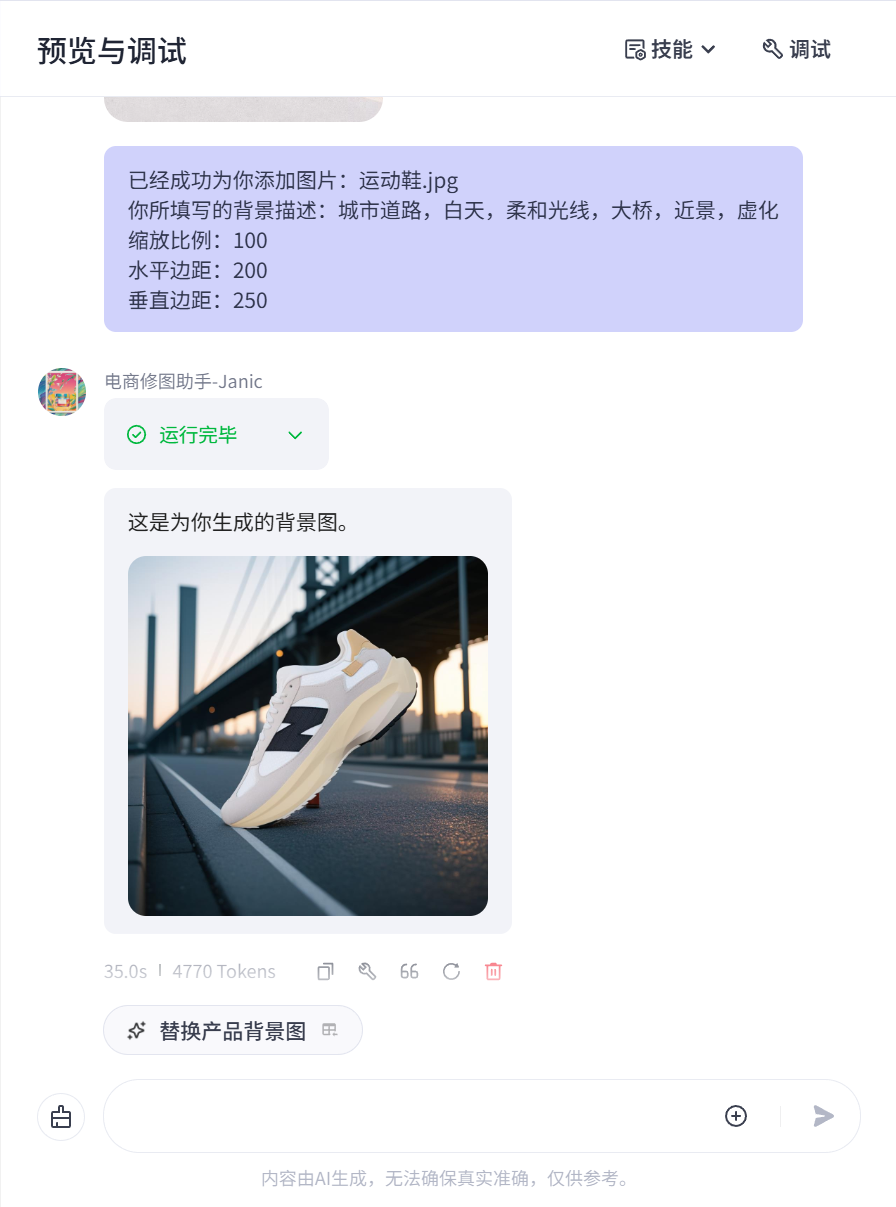 预览与调试
技能
调试
已经成功为你添加图片：运动鞋.jpg
你所填写的背景描述：城市道路，白天，柔和光线，大桥，近景，虚化
缩放比例：100
水平边距：200
垂直边距：250
电商修图助手-Janic
运行完毕
这是为你生成的背景图。
35.0s
4770 Tokens
替换产品背景图
内容由AI生成，无法确保真实准确，仅供参考。